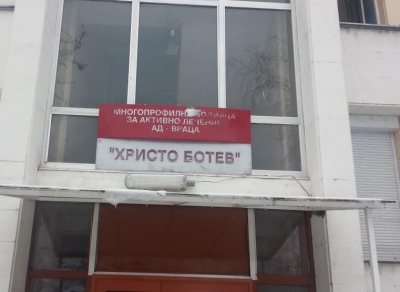 МНОГОПРОФИЛНА БОЛНИЦА
ЗА АКТИВНО ЛЕЧЕНИЕ
АД - ВРАЦА
"ХРИСТО БОТЕВ"